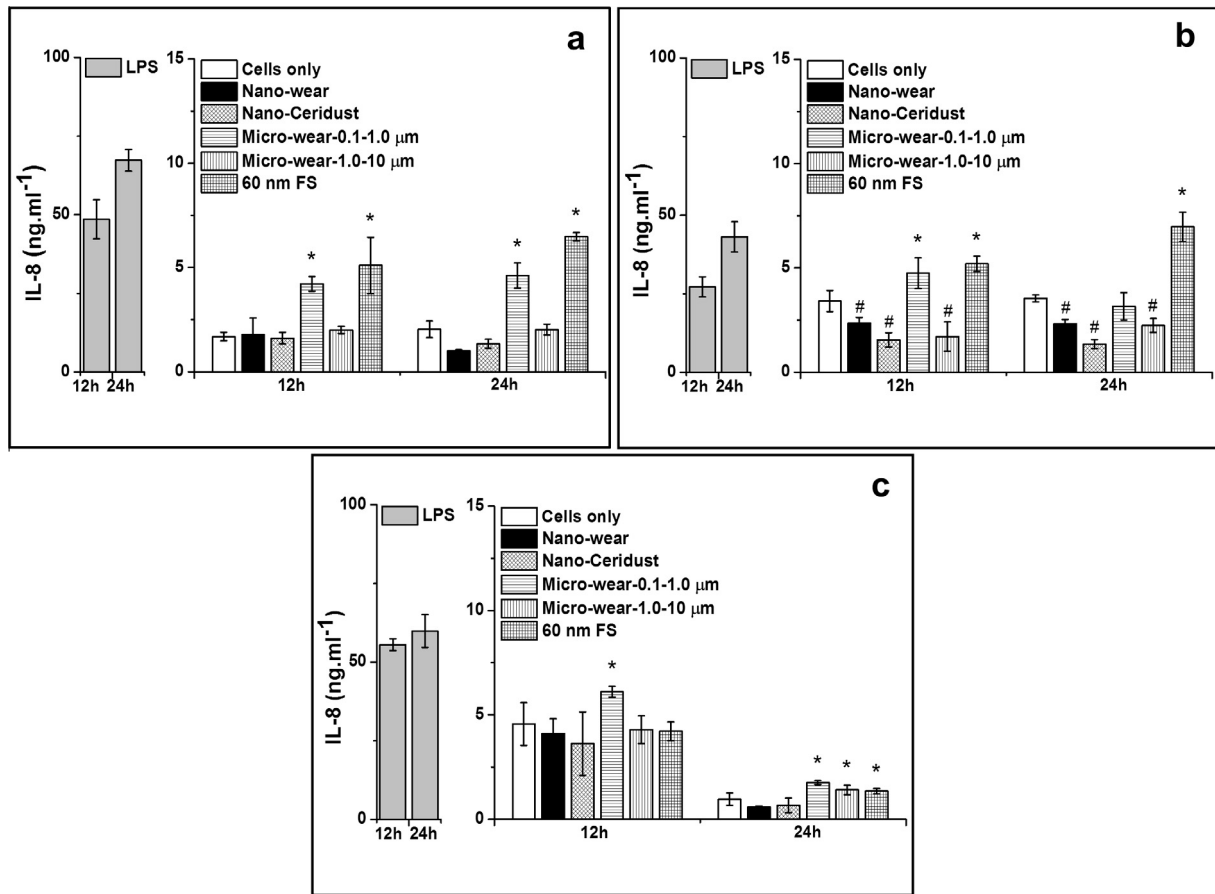 a
100
50
0
IL-8 (ng.ml-1)
LPS
12h 24h
15
10
5
0
Cells only
Nano-wear
Nano-Ceridust
Micro-wear-0.1-1.0 μm
Micro-wear-1.0-10 μm
60 nm FS
* * * *
12h 24h
b
100
50
0
IL-8 (ng.ml-1)
LPS
12h 24h
15
10
5
0
Cells only
Nano-wear
Nano-Ceridust
Micro-wear-0.1-1.0 μm
Micro-wear-1.0-10 μm
60 nm FS
# # * # * # # # *
12h 24h
c
100
50
0
IL-8 (ng.ml-1)
LPS
12h 24h
15
10
5
0
Cells only
Nano-wear
Nano-Ceridust
Micro-wear-0.1-1.0 μm
Micro-wear-1.0-10 μm
60 nm FS
* * * *
12h 24h